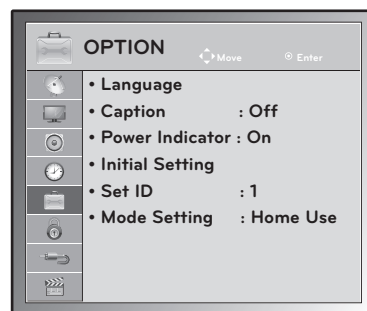 OPTION
Move
Enter
• Language
• Caption : Off
• Power Indicator : On
• Initial Setting
• Set ID : 1
• Mode Setting : Home Use